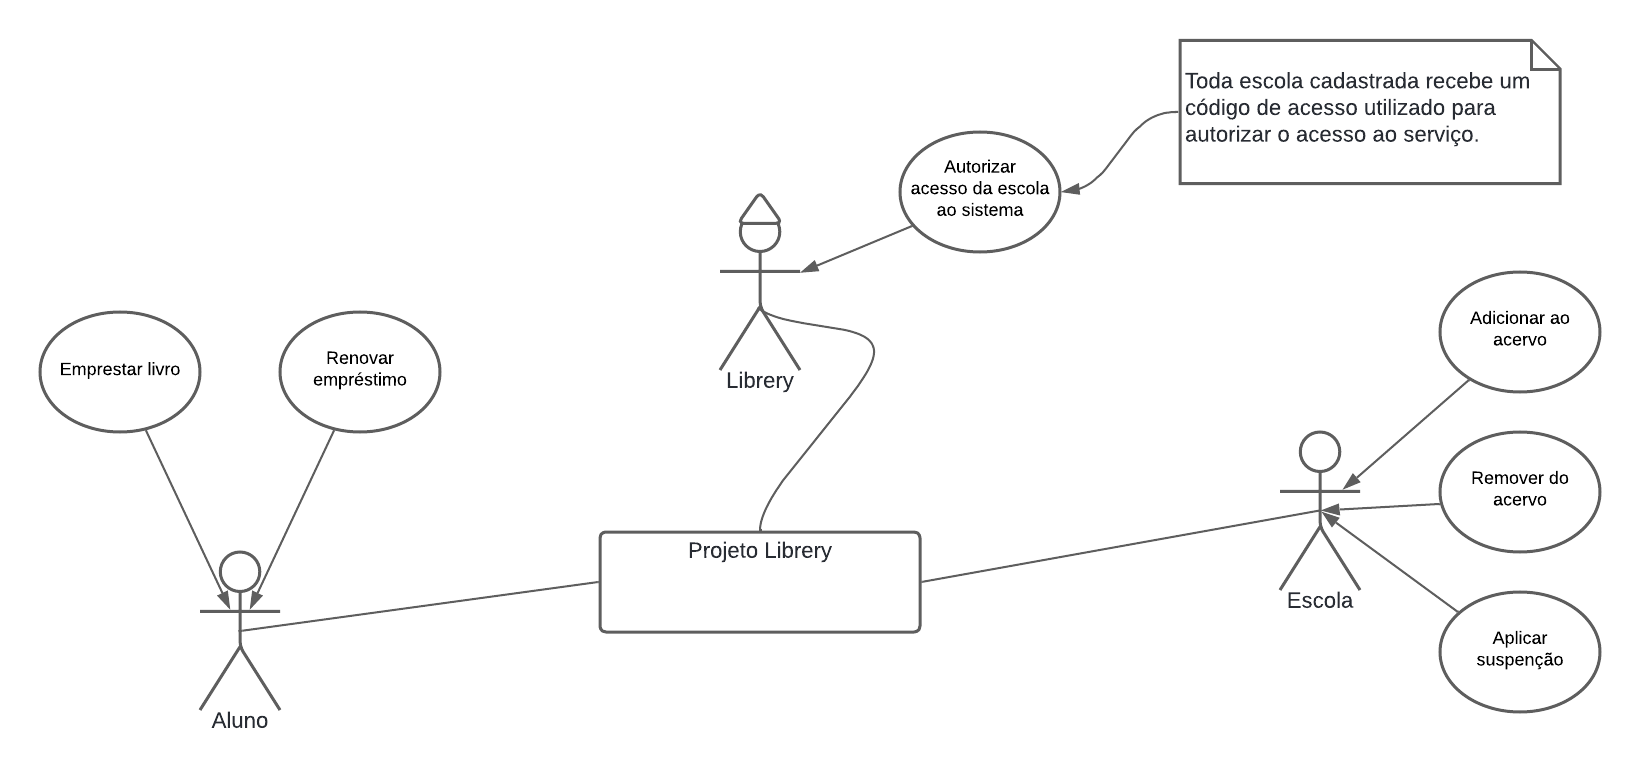 Toda escola cadastrada recebe um
código de acesso utilizado para
autorizar o acesso ao serviço.
Autorizar
acesso da escola
ao sistema
Librery
Emprestar livro
Renovar
empréstimo
Adicionar ao
acervo
Remover do
acervo
Projeto Librery
Escola
Aplicar
suspenção
Aluno